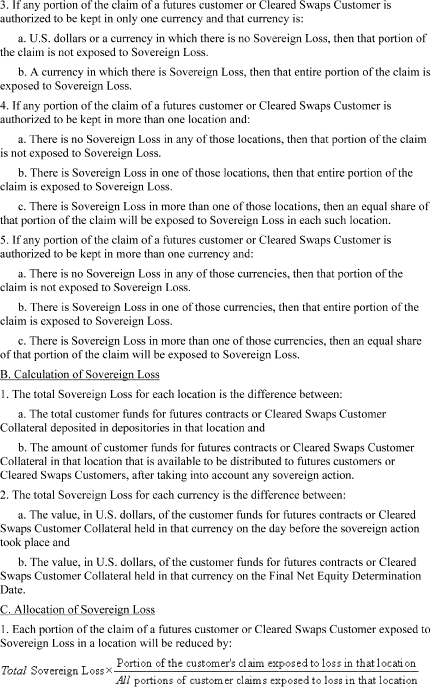 3. If any portion of the claim of a futures customer or Cleared Swaps Customer is
authorized to be kept in only one currency and that currency is:
a. U.S. dollars or a currency in which there is no Sovereign Loss, then that portion of
the claim is not exposed to Sovereign Loss.
b. A currency in which there is Sovereign Loss, then that entire portion of the claim is
exposed to Sovereign Loss.
4. If any portion of the claim of a futures customer or Cleared Swaps Customer is
authorized to be kept in more than one location and:
a. There is no Sovereign Loss in any of those locations, then that portion of the claim
is not exposed to Sovereign Loss.
b. There is Sovereign Loss in one of those locations, then that entire portion of the
claim is exposed to Sovereign Loss.
c. There is Sovereign Loss in more than one of those locations, then an equal share of
that portion of the claim will be exposed to Sovereign Loss in each such location.
5. If any portion of the claim of a futures customer or Cleared Swaps Customer is
authorized to be kept in more than one currency and:
a. There is no Sovereign Loss in any of those currencies, then that portion of the
claim is not exposed to Sovereign Loss.
b. There is Sovereign Loss in one of those currencies, then that entire portion of the
claim is exposed to Sovereign Loss.
c. There is Sovereign Loss in more than one of those currencies, then an equal share
of that portion of the claim will be exposed to Sovereign Loss.
B. Calculation of Sovereign Loss
1. The total Sovereign Loss for each location is the difference between:
a. The total customer funds for futures contracts or Cleared Swaps Customer
Collateral deposited in depositories in that location and
b. The amount of customer funds for futures contracts or Cleared Swaps Customer
Collateral in that location that is available to be distributed to futures customers or
Cleared Swaps Customers, after taking into account any sovereign action.
2. The total Sovereign Loss for each currency is the difference between:
a. The value, in U.S. dollars, of the customer funds for futures contracts or Cleared
Swaps Customer Collateral held in that currency on the day before the sovereign action
took place and
b. The value, in U.S. dollars, of the customer funds for futures contracts or Cleared
Swaps Customer Collateral held in that currency on the Final Net Equity Determination
Date.
C. Allocation of Sovereign Loss
1. Each portion of the claim of a futures customer or Cleared Swaps Customer exposed to
Sovereign Loss in a location will be reduced by:
Total Sovereign Loss × Portion of the customer's claim exposed to loss in that location
All portions of customer claims exposed to loss in that location